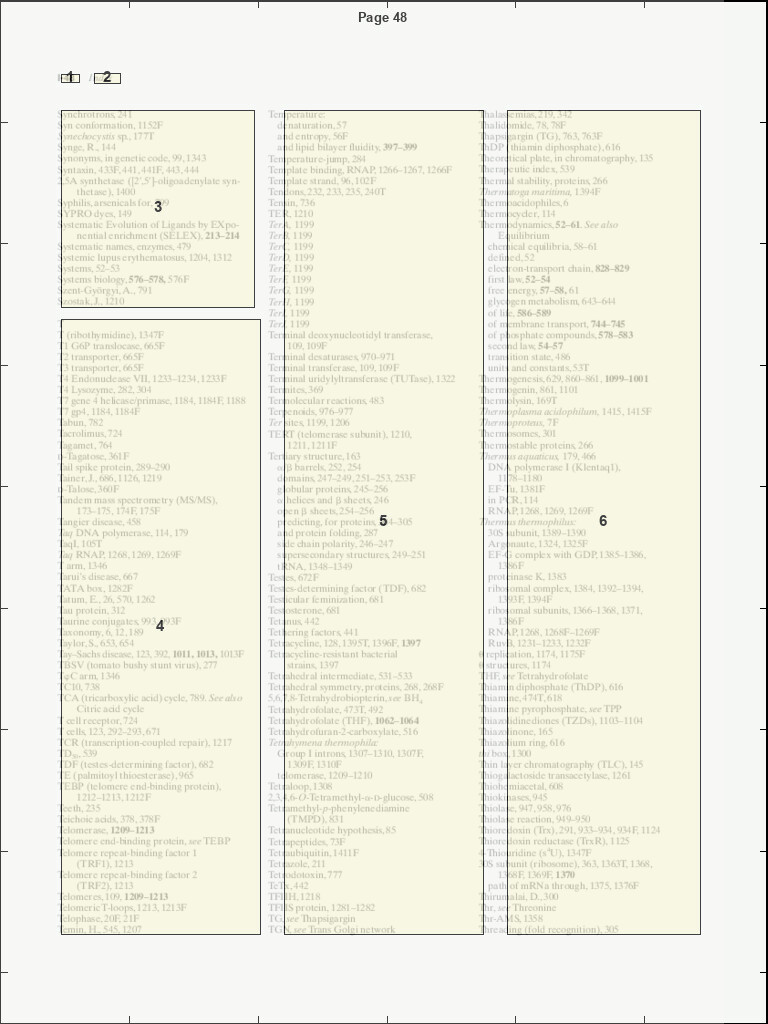 Page 48
1 2
Synchrotrons, 241
Syn conformation, 1152F
Synechocystis sp., 177T
Synge, R., 144
Synonyms, in genetic code, 99, 1343
Syntaxin, 433F, 441, 441F, 443, 444
2,5A synthetase ([2',5']-oligoadenylate syn-
thetase), 1400
Syphilis, arsenicals for,
3
SYPRO dyes, 149
Systematic Evolution of Ligands by EXpo-
nential enrichment (SELEX), 213–214
Systematic names, enzymes, 479
Systemic lupus erythematosus, 1204, 1312
Systems, 52–53
Systems biology, 576–578, 576F
Szent-Györgyi, A., 791
Szostak, J., 1210
T (ribothymidine), 1347F
T1 G6P translocase, 665F
T2 transporter, 665F
T3 transporter, 665F
T4 Endonuclease VII, 1233–1234, 1233F
T4 Lysozyme, 282, 304
T7 gene 4 helicase/primase, 1184, 1184F, 1188
T7 gp4, 1184, 1184F
Tabun, 782
Tacrolimus, 724
Tagamet, 764
D-Tagatose, 361F
Tail spike protein, 289–290
Tainer, J., 686, 1126, 1219
D-Talose, 360F
Tandem mass spectrometry (MS/MS),
173–175, 174F, 175F
Tangier disease, 458
Taq DNA polymerase, 114, 179
TaqI, 105T
Taq RNAP, 1268, 1269, 1269F
T arm, 1346
Tarui's disease, 667
TATA box, 1282F
Tatum, E., 26, 570, 1262
Tau protein, 312
Taurine conjugates, 993, 993F
4
Taxonomy, 6, 12, 189
Taylor, S., 653, 654
Tay–Sachs disease, 123, 392, 1011, 1013, 1013F
TBSV (tomato bushy stunt virus), 277
TψC arm, 1346
TC10, 738
TCA (tricarboxylic acid) cycle, 789. See also
Citric acid cycle
T cell receptor, 724
T cells, 123, 292–293, 671
TCR (transcription-coupled repair), 1217
TD50, 539
TDF (testes-determining factor), 682
TE (palmitoyl thioesterase), 965
TEBP (telomere end-binding protein),
1212–1213, 1212F
Teeth, 235
Teichoic acids, 378, 378F
Telomerase, 1209–1213
Telomere end-binding protein, see TEBP
Telomere repeat-binding factor 1
(TRF1), 1213
Telomere repeat-binding factor 2
(TRF2), 1213
Telomeres, 109, 1209–1213
Telomeric T-loops, 1213, 1213F
Telophase, 20F, 21F
Temin, H., 545, 1207
Temperature:
denaturation, 57
and entropy, 56F
and lipid bilayer fluidity, 397–399
Temperature-jump, 284
Template binding, RNAP, 1266–1267, 1266F
Template strand, 96, 102F
Tendons, 232, 233, 235, 240T
Tensin, 736
TER, 1210
TerA, 1199
TerB, 1199
TerC, 1199
TerD, 1199
TerE, 1199
TerF, 1199
TerG, 1199
TerH, 1199
TerI, 1199
TerJ, 1199
Terminal deoxynucleotidyl transferase,
109, 109F
Terminal desaturases, 970–971
Terminal transferase, 109, 109F
Terminal uridylyltransferase (TUTase), 1322
Termites, 369
Termolecular reactions, 483
Terpenoids, 976–977
Ter sites, 1199, 1206
TERT (telomerase subunit), 1210,
1211, 1211F
Tertiary structure, 163
α/β barrels, 252, 254
domains, 247–249, 251–253, 253F
globular proteins, 245–256
α helices and β sheets, 246
open β sheets, 254–256
predicting, for proteins, 304–305
5
and protein folding, 287
side chain polarity, 246–247
supersecondary structures, 249–251
tRNA, 1348–1349
Testes, 672F
Testes-determining factor (TDF), 682
Testicular feminization, 681
Testosterone, 681
Tetanus, 442
Tethering factors, 441
Tetracycline, 128, 1395T, 1396F, 1397
Tetracycline-resistant bacterial
strains, 1397
Tetrahedral intermediate, 531–533
Tetrahedral symmetry, proteins, 268, 268F
5,6,7,8-Tetrahydrobiopterin, see BH4
Tetrahydrofolate, 473T, 492
Tetrahydrofolate (THF), 1062–1064
Tetrahydrofuran-2-carboxylate, 516
Tetrahymena thermophila:
Group I introns, 1307–1310, 1307F,
1309F, 1310F
telomerase, 1209–1210
Tetraloop, 1308
2,3,4,6-O-Tetramethyl-α-D-glucose, 508
Tetramethyl-p-phenylenediamine
(TMPD), 831
Tetranucleotide hypothesis, 85
Tetrapeptides, 73F
Tetraubiquitin, 1411F
Tetrazole, 211
Tetrodotoxin, 777
TeTx, 442
TFIIH, 1218
TFIIS protein, 1281–1282
TG, see Thapsigargin
TGN, see Trans Golgi network
Thalassemias, 219, 342
Thalidomide, 78, 78F
Thapsigargin (TG), 763, 763F
ThDP (thiamin diphosphate), 616
Theoretical plate, in chromatography, 135
Therapeutic index, 539
Thermal stability, proteins, 266
Thermatoga maritima, 1394F
Thermoacidophiles, 6
Thermocycler, 114
Thermodynamics, 52–61. See also
Equilibrium
chemical equilibria, 58–61
defined, 52
electron-transport chain, 828–829
first law, 52–54
free energy, 57–58, 61
glycogen metabolism, 643–644
of life, 586–589
of membrane transport, 744–745
of phosphate compounds, 578–583
second law, 54–57
transition state, 486
units and constants, 53T
Thermogenesis, 629, 860–861, 1099–1001
Thermogenin, 861, 1101
Thermolysin, 169T
Thermoplasma acidophilum, 1415, 1415F
Thermoproteus, 7F
Thermosomes, 301
Thermostable proteins, 266
Thermus aquaticus, 179, 466
DNA polymerase I (Klentaq1),
1178–1180
EF-Tu, 1381F
in PCR, 114
RNAP, 1268, 1269, 1269F
Thermus thermophilus:
6
30S subunit, 1389–1390
Argonaute, 1324, 1325F
EF-G complex with GDP, 1385–1386,
1386F
proteinase K, 1383
ribosomal complex, 1384, 1392–1394,
1393F, 1394F
ribosomal subunits, 1366–1368, 1371,
1386F
RNAP, 1268, 1268F–1269F
RusB, 1231–1233, 1232F
θ replication, 1174, 1175F
θ structures, 1174
THF, see Tetrahydrofolate
Thiamin diphosphate (ThDP), 616
Thiamine, 474T, 618
Thiamine pyrophosphate, see TPP
Thiazolidinediones (TZDs), 1103–1104
Thiazolinone, 165
Thiazolium ring, 616
thi box, 1300
Thin layer chromatography (TLC), 145
Thiogalactoside transacetylase, 1261
Thiohemiacetal, 608
Thiokinases, 945
Thiolase, 947, 958, 976
Thiolase reaction, 949–950
Thioredoxin (Trx), 291, 933–934, 934F, 1124
Thioredoxin reductase (TrxR), 1125
4-Thiouridine (s4U), 1347F
30S subunit (ribosome), 363, 1363T, 1368,
1368F, 1369F, 1370
path of mRNA through, 1375, 1376F
Thirumalai, D., 300
Thr, see Threonine
Thr-AMS, 1358
Threading (fold recognition), 305